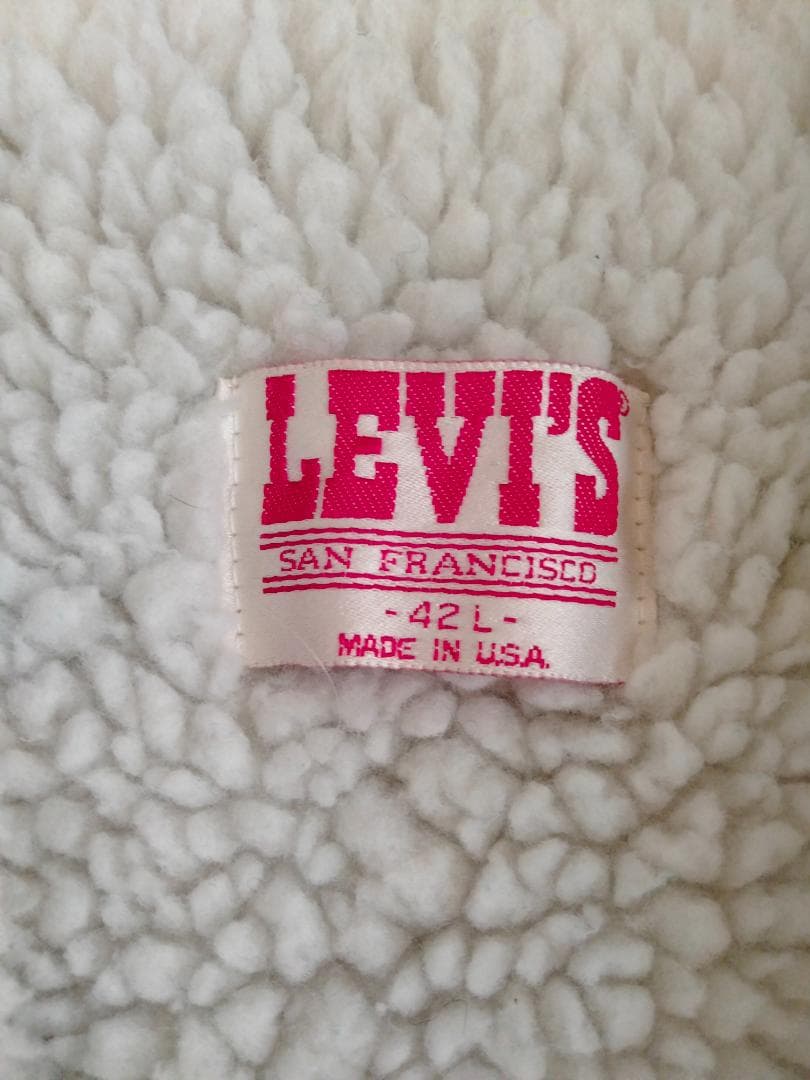 LEVI'S®
SAN FRANCISCO
- 42 L -
MADE IN U.S.A.